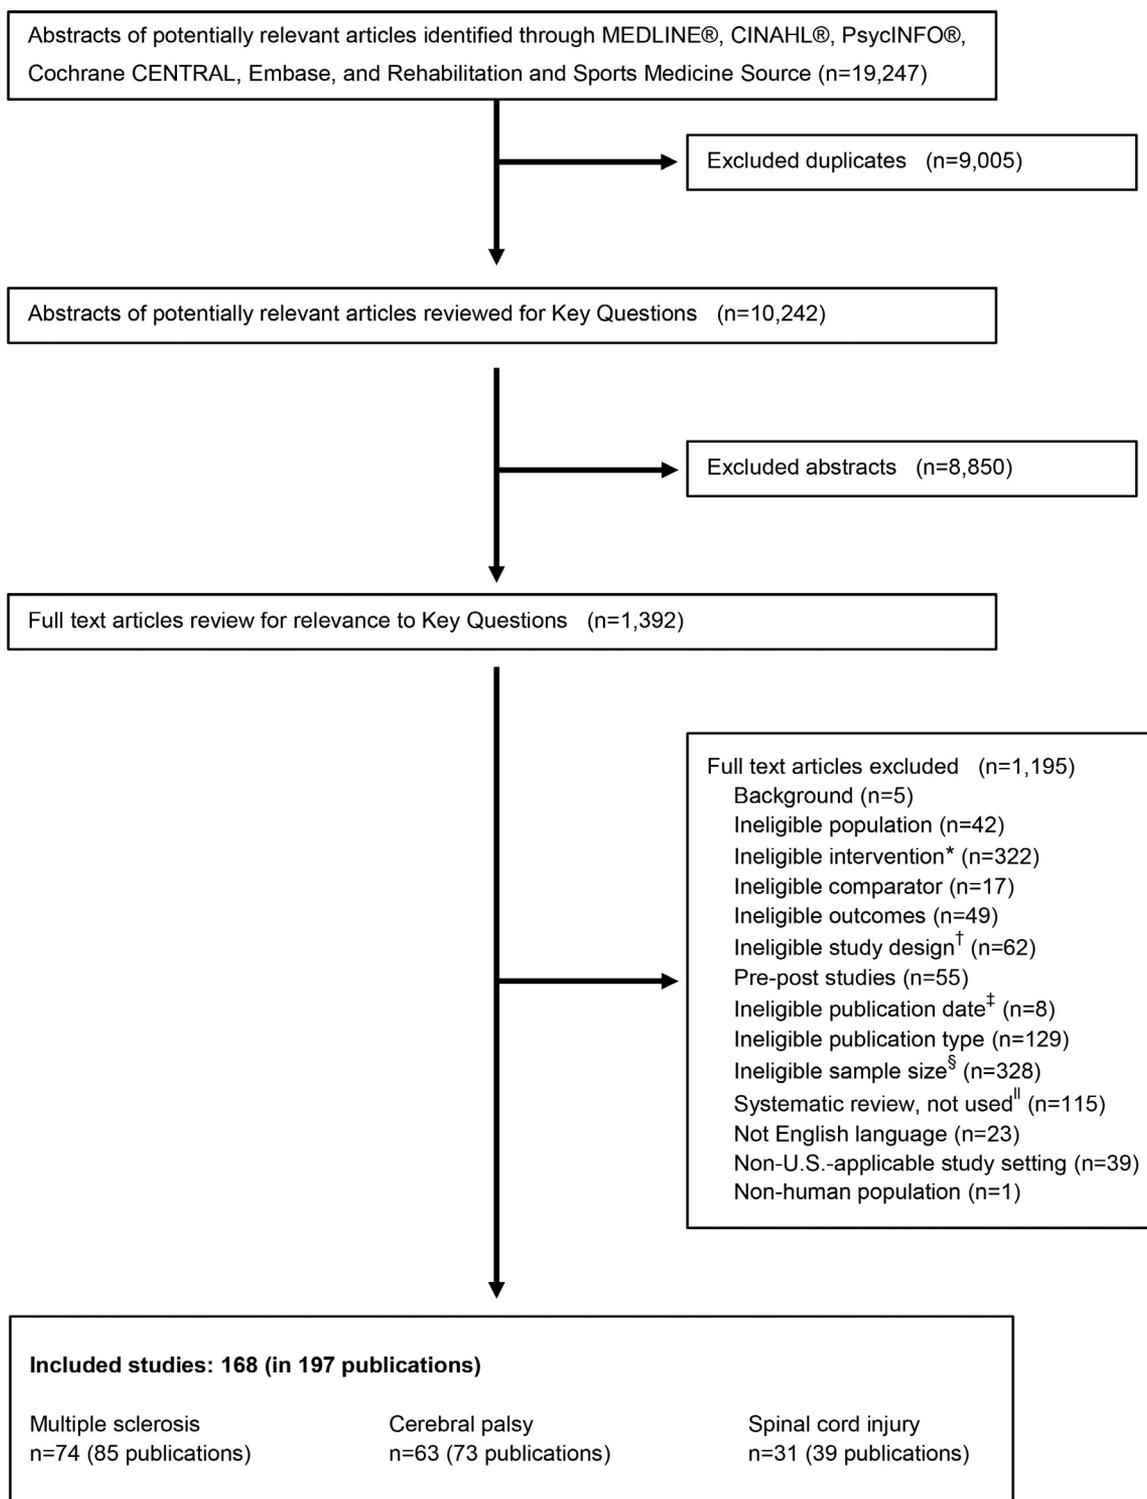 Abstracts of potentially relevant articles identified through MEDLINE®, CINAHL®, PsycINFO®,
Cochrane CENTRAL, Embase, and Rehabilitation and Sports Medicine Source (n=19,247)
Excluded duplicates (n=9,005)
Abstracts of potentially relevant articles reviewed for Key Questions (n=10,242)
Excluded abstracts (n=8,850)
Full text articles review for relevance to Key Questions (n=1,392)
Full text articles excluded (n=1,195)
Background (n=5)
Ineligible population (n=42)
Ineligible intervention* (n=322)
Ineligible comparator (n=17)
Ineligible outcomes (n=49)
Ineligible study design† (n=62)
Pre-post studies (n=55)
Ineligible publication date‡ (n=8)
Ineligible publication type (n=129)
Ineligible sample size§ (n=328)
Systematic review, not used‖ (n=115)
Not English language (n=23)
Non-U.S.-applicable study setting (n=39)
Non-human population (n=1)
Included studies: 168 (in 197 publications)
Multiple sclerosis
n=74 (85 publications)
Cerebral palsy
n=63 (73 publications)
Spinal cord injury
n=31 (39 publications)